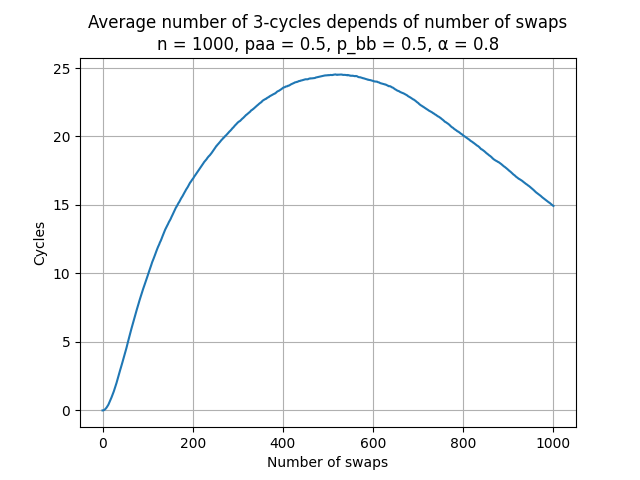 Average number of 3-cycles depends of number of swaps
n = 1000, paa = 0.5, p_bb = 0.5, α = 0.8
25
20
15
10
5
0
Cycles
0 200 400 600 800 1000
Number of swaps